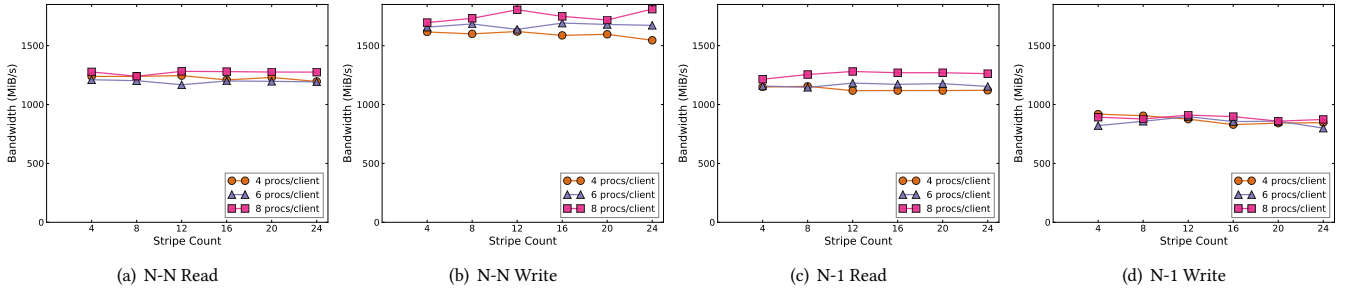 1500
1000
500
0
Bandwidth (MiB/s)
4 procs/client
6 procs/client
8 procs/client
4 8 12 16 20 24
Stripe Count
(a) N-N Read
1500
1000
500
0
Bandwidth (MiB/s)
4 procs/client
6 procs/client
8 procs/client
4 8 12 16 20 24
Stripe Count
(b) N-N Write
1500
1000
500
0
Bandwidth (MiB/s)
4 procs/client
6 procs/client
8 procs/client
4 8 12 16 20 24
Stripe Count
(c) N-1 Read
1500
1000
500
0
Bandwidth (MiB/s)
4 procs/client
6 procs/client
8 procs/client
4 8 12 16 20 24
Stripe Count
(d) N-1 Write